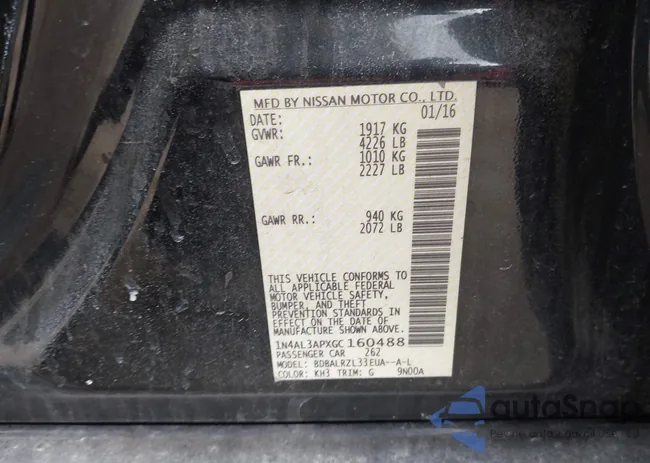 MFD BY NISSAN MOTOR CO., LTD.
DATE: 01/16
GVWR: 1917 KG
4226 LB
GAWR FR.: 1010 KG
2227 LB
GAWR RR.: 940 KG
2072 LB
THIS VEHICLE CONFORMS TO
ALL APPLICABLE FEDERAL
MOTOR VEHICLE SAFETY,
BUMPER, AND THEFT
PREVENTION STANDARDS IN
EFFECT ON THE DATE OF
MANUFACTURE SHOWN ABOVE.
1N4AL3APXGC160488
PASSENGER CAR 262
MODEL: BDBALRZL33EUA--A-L
COLOR: KH3 TRIM: G 9N00A
autoSnap